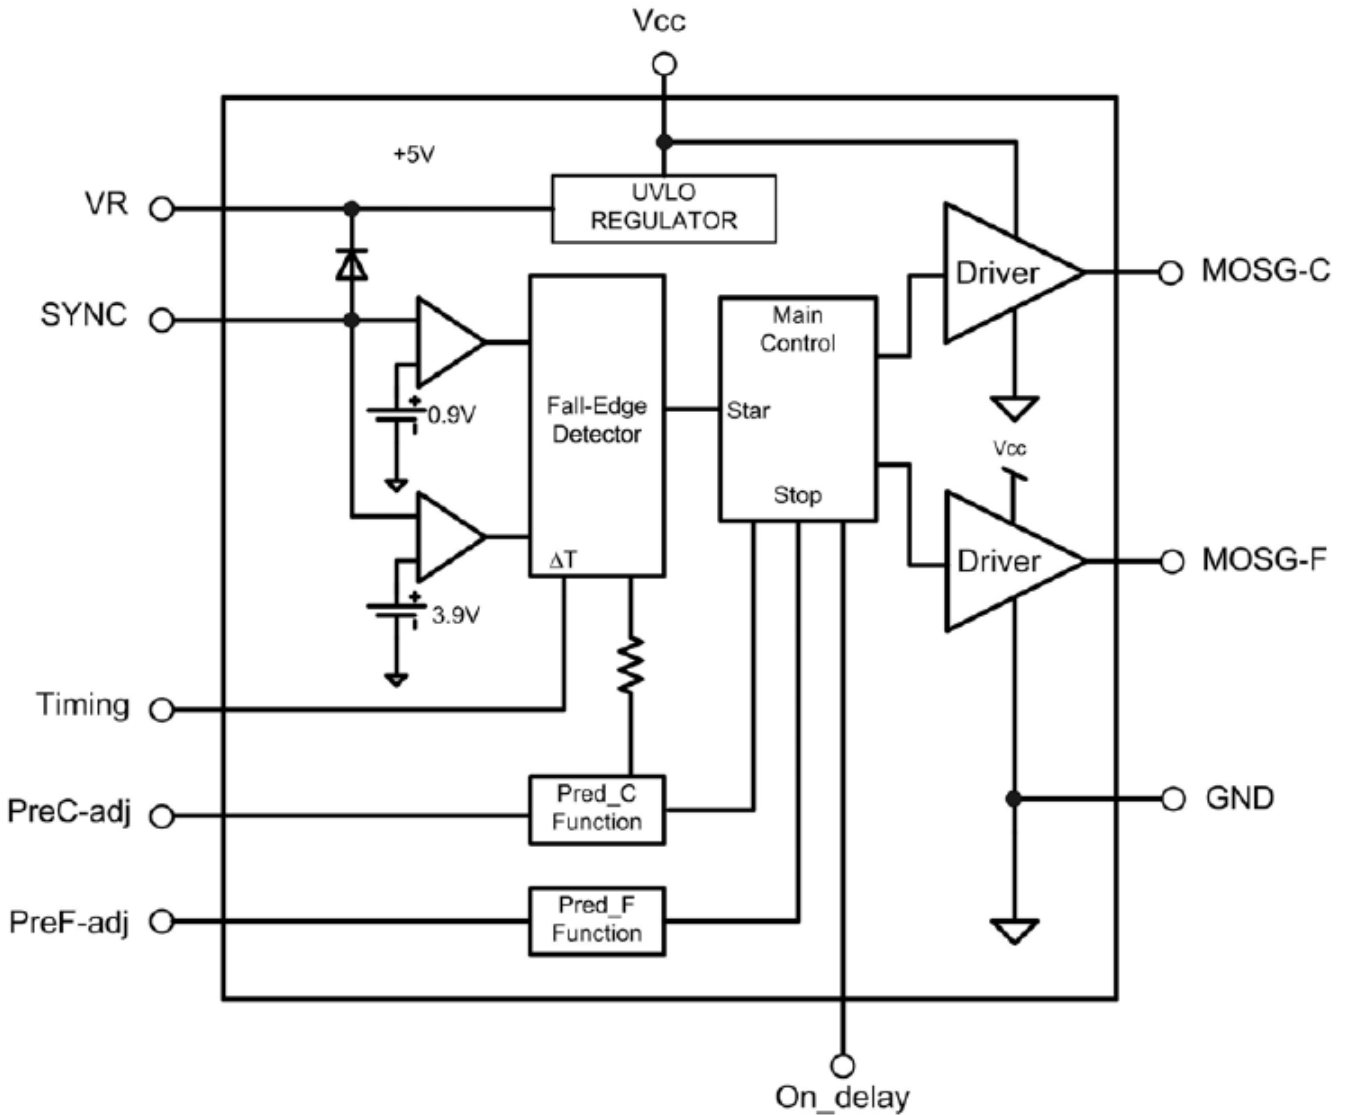 Vcc
+5V
VR
UVLO
REGULATOR
Driver
MOSG-C
SYNC
Main
Control
0.9V
Fall-Edge
Detector
Star
Vcc
Stop
ΔT
Driver
MOSG-F
3.9V
Timing
PreC-adj
Pred_C
Function
GND
PreF-adj
Pred_F
Function
On_delay